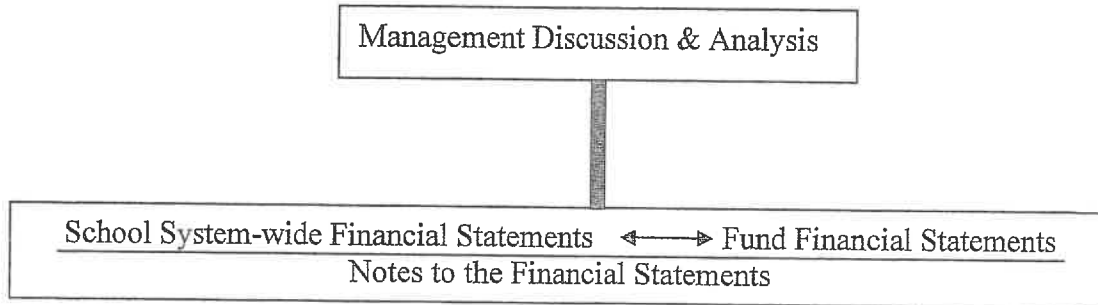 Management Discussion & Analysis
School System-wide Financial Statements ⟷ Fund Financial Statements
Notes to the Financial Statements